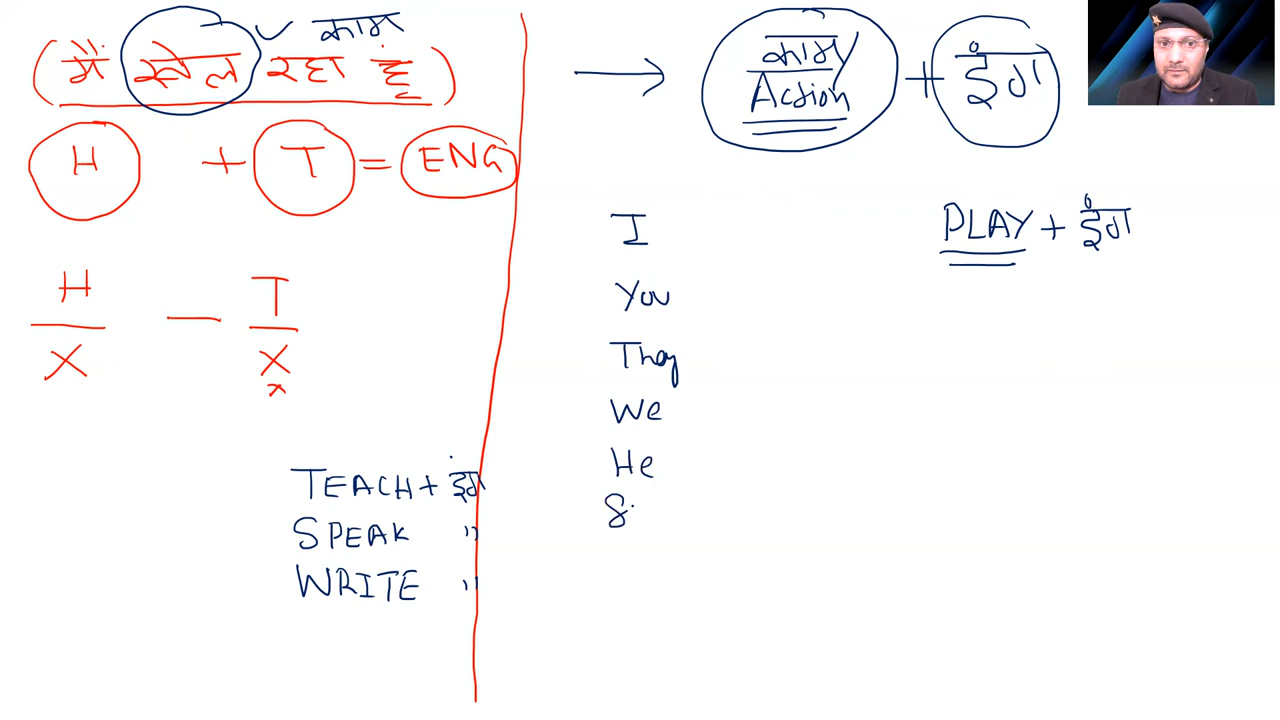 (मैं खेल रहा हूँ) ✓ काम
H + T = ENG
H — T
X X
x
TEACH + इंग
SPEAK "
WRITE "
→ काम Action + इंग
I
You
They
We
He
S
PLAY + इंग